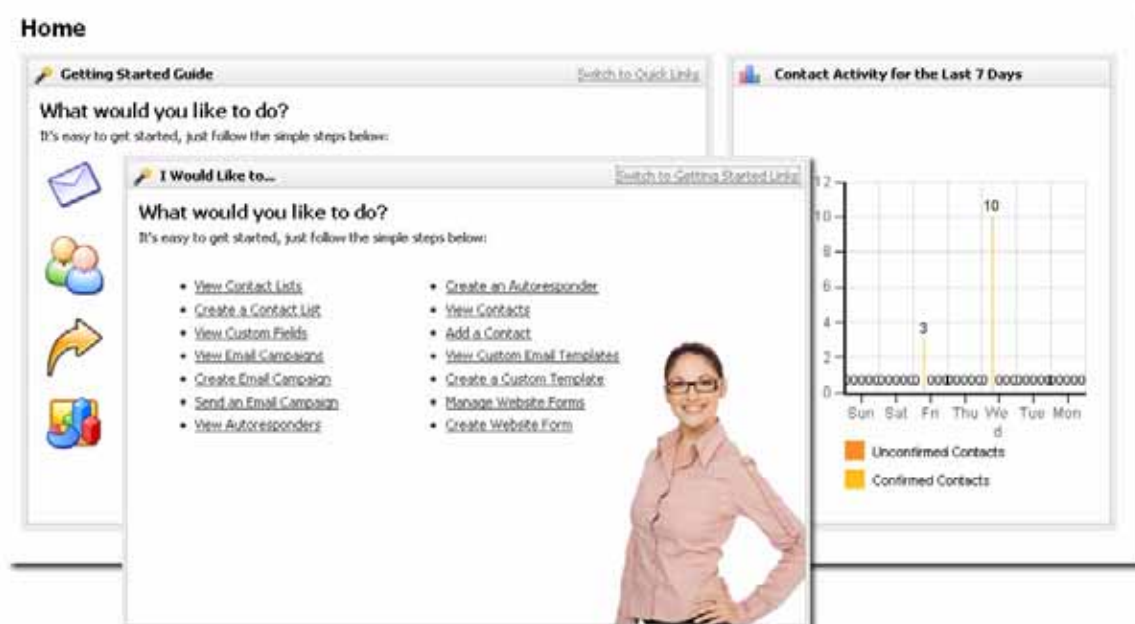 Home
Getting Started Guide
Switch to Quick Links
What would you like to do?
It's easy to get started, just follow the simple steps below:
I Would Like to...
Switch to Getting Started Links
What would you like to do?
It's easy to get started, just follow the simple steps below:
View Contact Lists
Create a Contact List
View Custom Fields
View Email Campaigns
Create Email Campaign
Send an Email Campaign
View Autoresponders
Create an Autoresponder
View Contacts
Add a Contact
View Custom Email Templates
Create a Custom Template
Manage Website Forms
Create Website Form
Contact Activity for the Last 7 Days
12
10
10
8
6
4
3
2
0
Sun Sat Fri Thu We Tue Mon
d
Unconfirmed Contacts
Confirmed Contacts